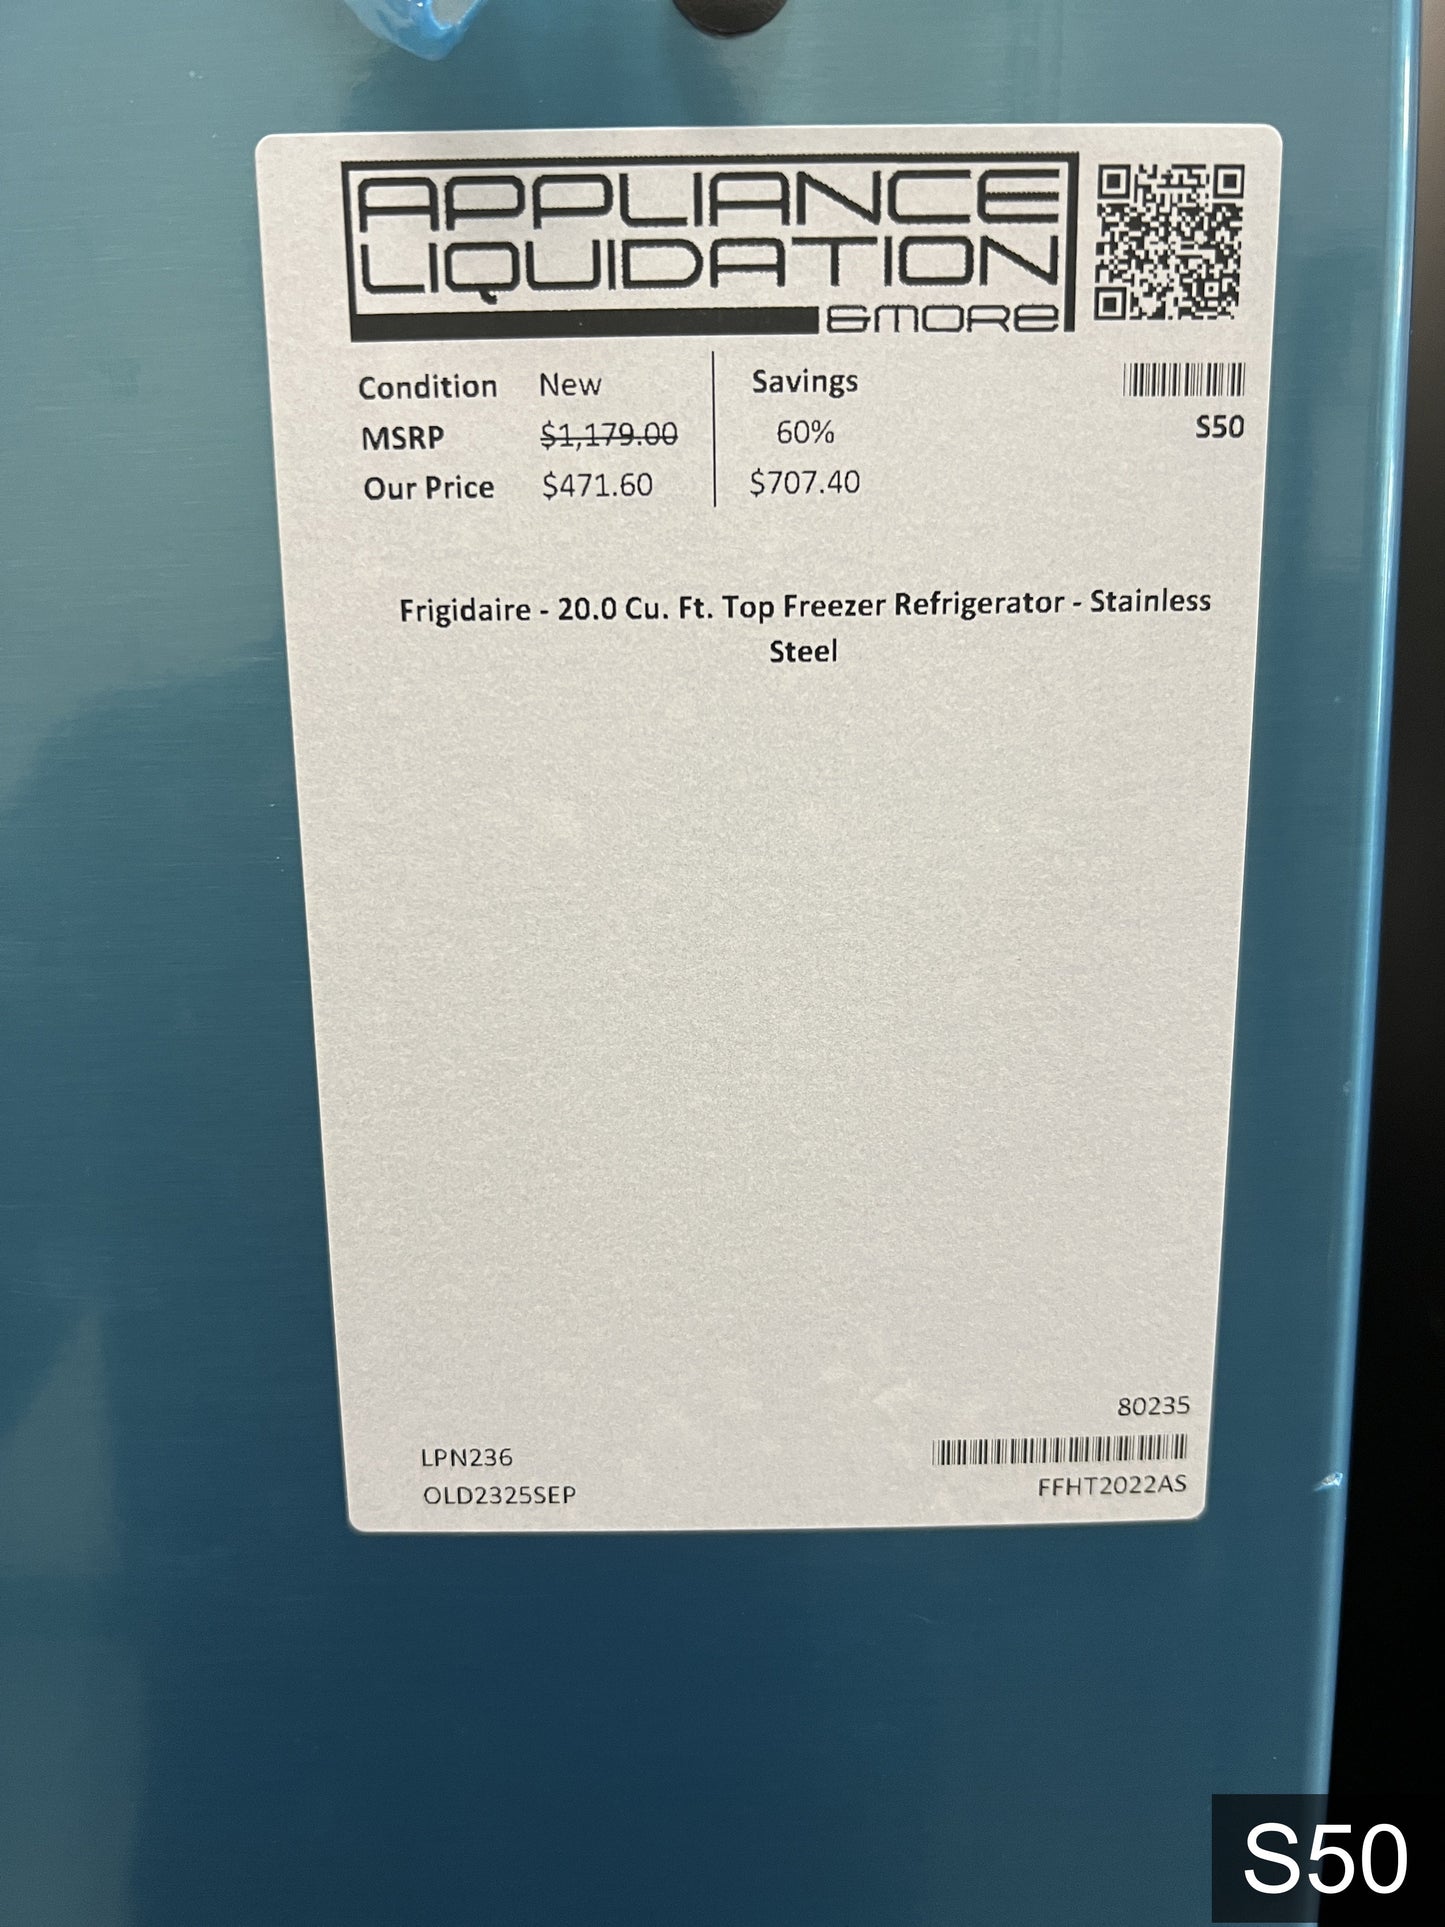 APPLIANCE
LIQUIDATION
&MORE
Condition New
MSRP $1,179.00
Our Price $471.60
Savings
60%
$707.40
S50
Frigidaire - 20.0 Cu. Ft. Top Freezer Refrigerator - Stainless
Steel
80235
LPN236
OLD2325SEP
FFHT2022AS
S50